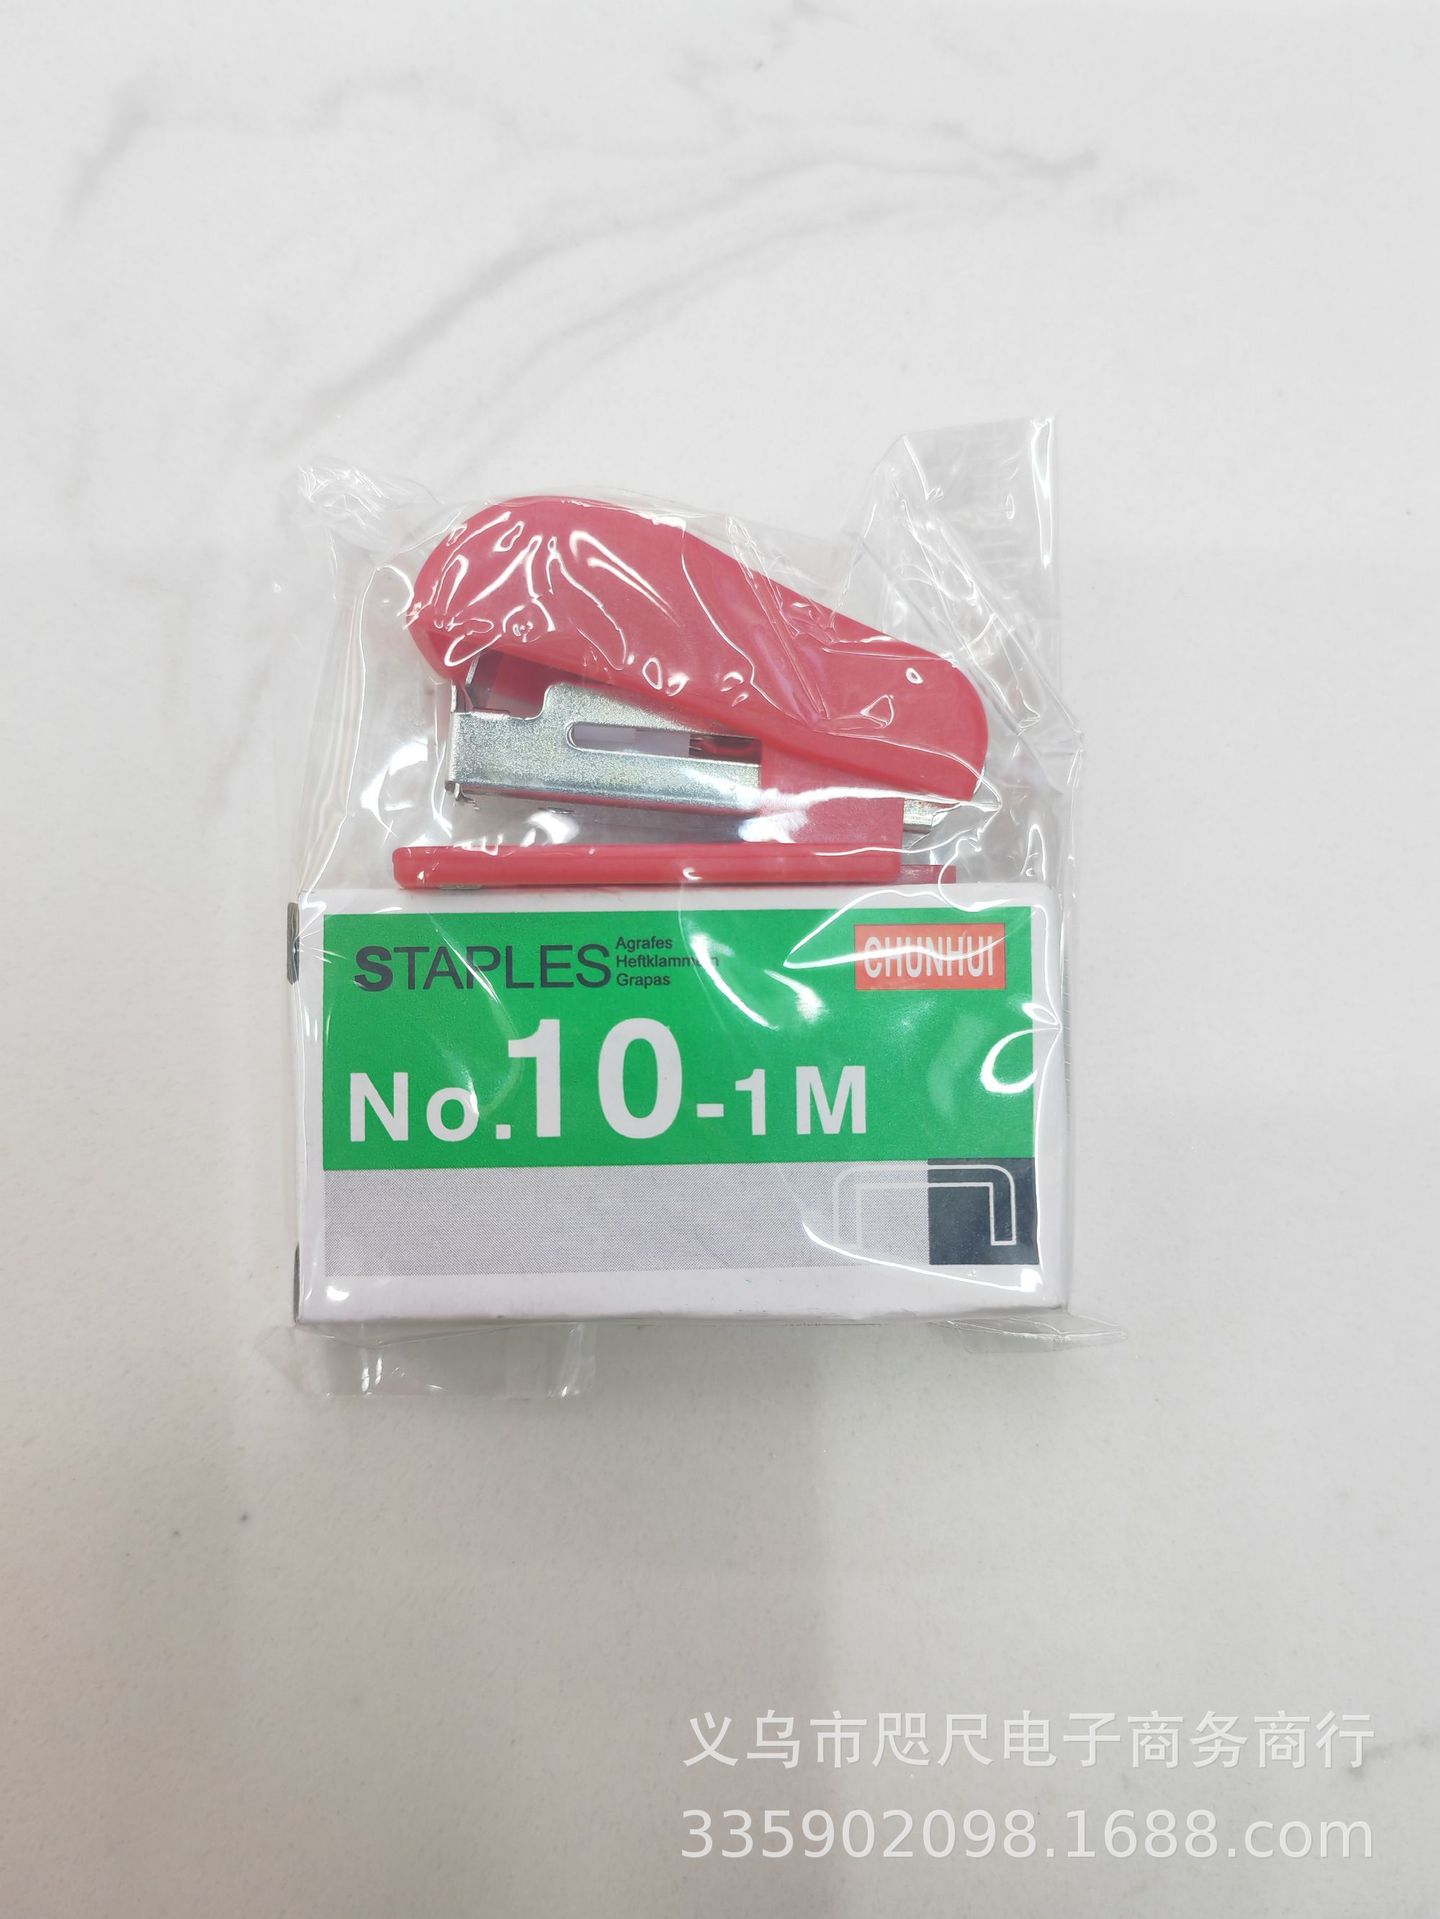 STAPLES
Agrafes
Heftklammern
Grapas
CHUNHUI
No.10-1M
义乌市咫尺电子商务商行
335902098.1688.com